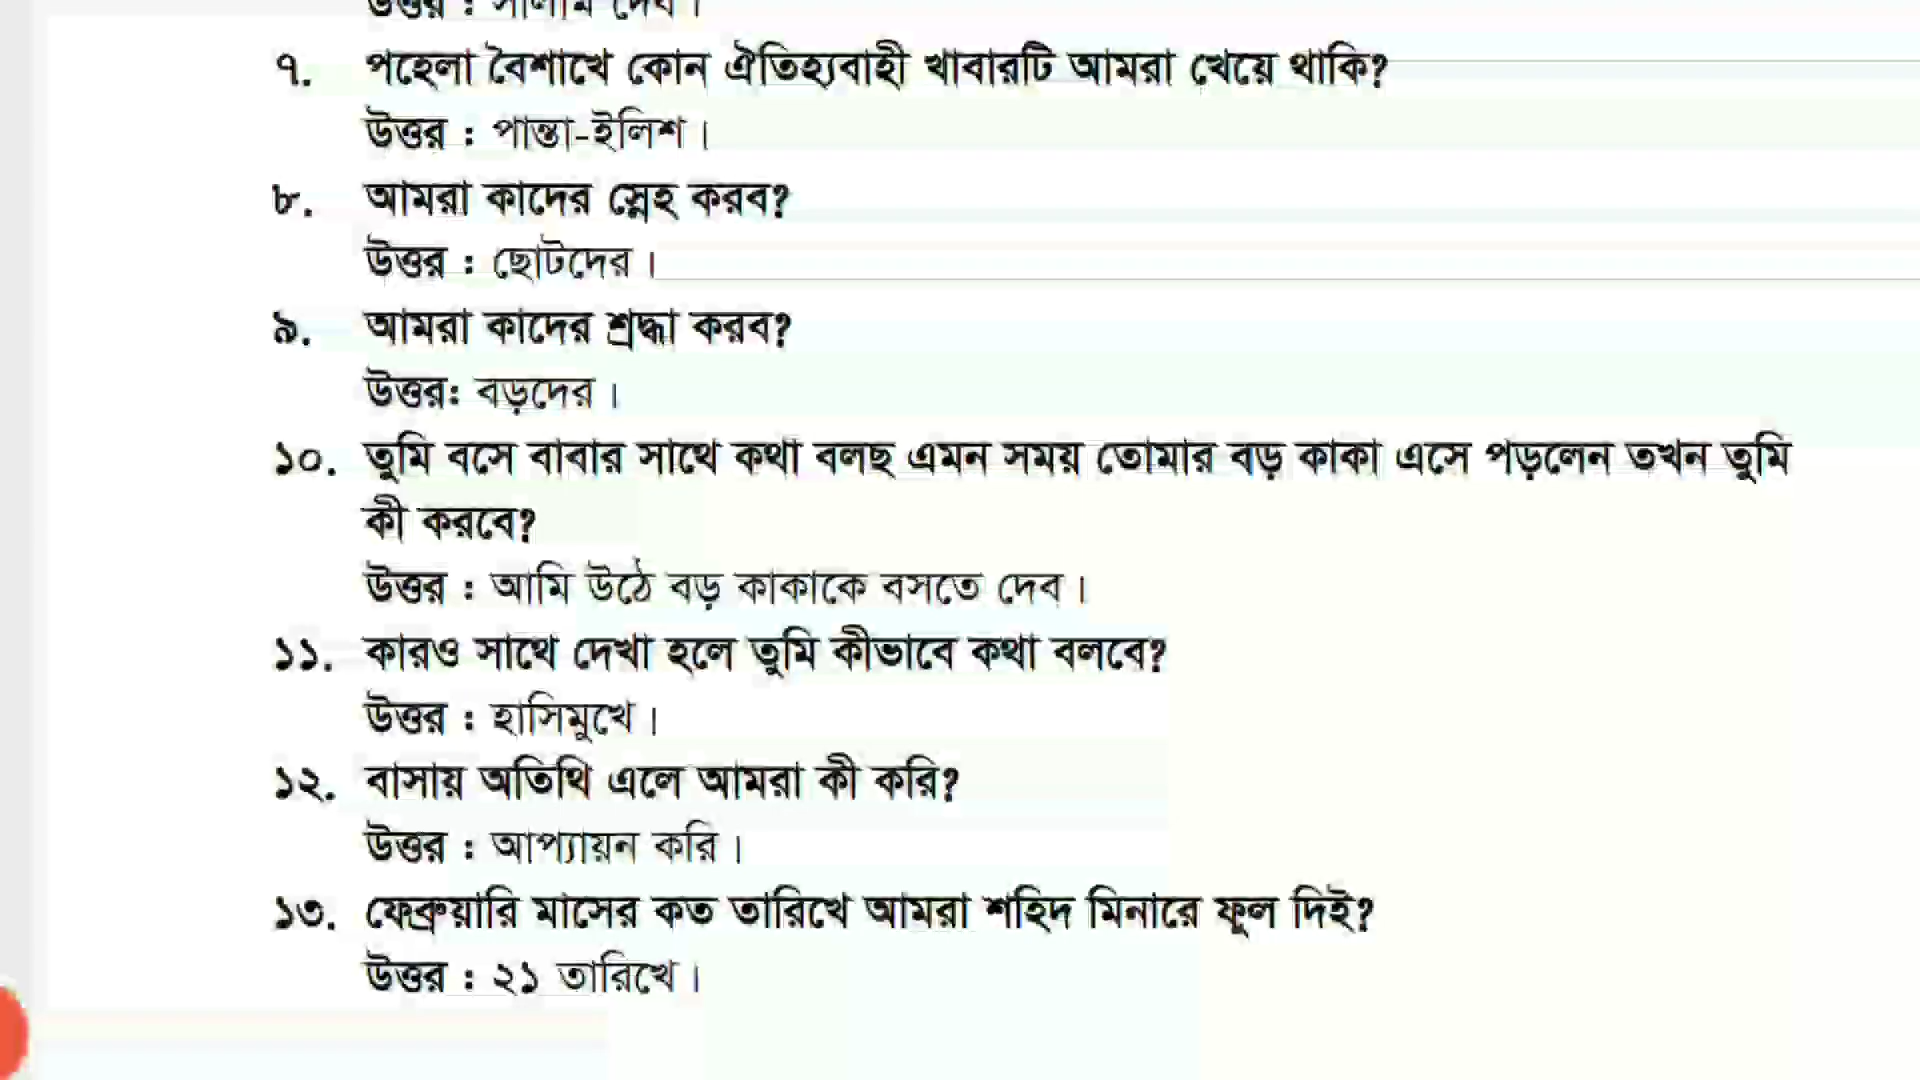 উত্তর : সালাম দেব।
৭. পহেলা বৈশাখে কোন ঐতিহ্যবাহী খাবারটি আমরা খেয়ে থাকি?
উত্তর : পান্তা-ইলিশ।
৮. আমরা কাদের স্নেহ করব?
উত্তর : ছোটদের।
৯. আমরা কাদের শ্রদ্ধা করব?
উত্তর: বড়দের।
১০. তুমি বসে বাবার সাথে কথা বলছ এমন সময় তোমার বড় কাকা এসে পড়লেন তখন তুমি
কী করবে?
উত্তর : আমি উঠে বড় কাকাকে বসতে দেব।
১১. কারও সাথে দেখা হলে তুমি কীভাবে কথা বলবে?
উত্তর : হাসিমুখে।
১২. বাসায় অতিথি এলে আমরা কী করি?
উত্তর : আপ্যায়ন করি।
১৩. ফেব্রুয়ারি মাসের কত তারিখে আমরা শহিদ মিনারে ফুল দিই?
উত্তর : ২১ তারিখে।